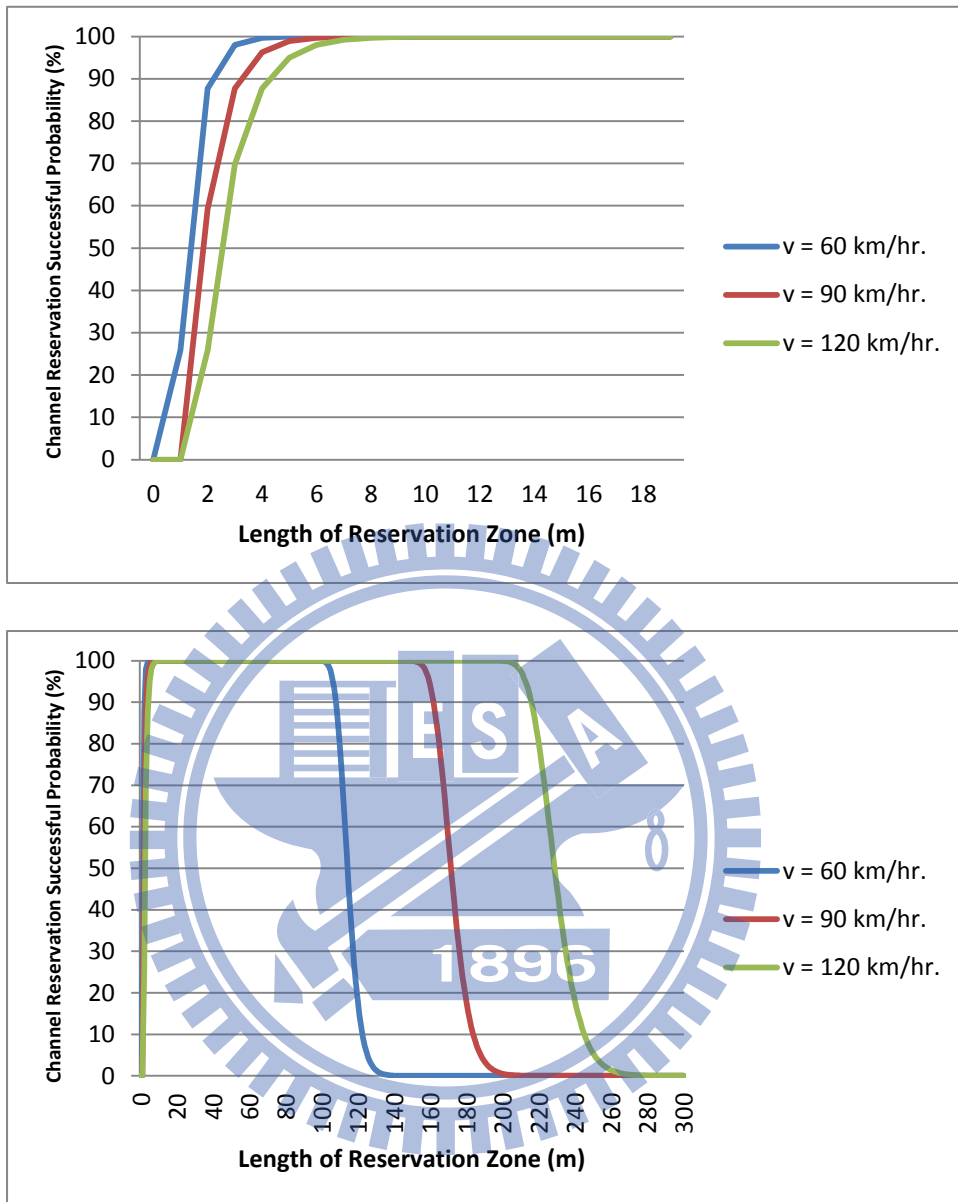 Channel Reservation Successful Probability (%)
100
90
80
70
60
50
40
30
20
10
0
0 2 4 6 8 10 12 14 16 18
Length of Reservation Zone (m)
v = 60 km/hr.
v = 90 km/hr.
v = 120 km/hr.
Channel Reservation Successful Probability (%)
100
90
80
70
60
50
40
30
20
10
0
0 20 40 60 80 100 120 140 160 180 200 220 240 260 280 300
Length of Reservation Zone (m)
v = 60 km/hr.
v = 90 km/hr.
v = 120 km/hr.
E S A
8
1896